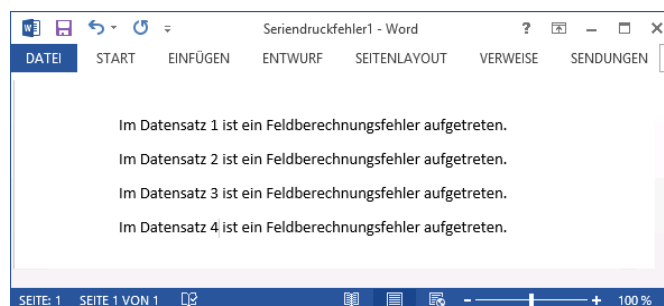 Seriendruckfehler1 - Word
DATEI START EINFÜGEN ENTWURF SEITENLAYOUT VERWEISE SENDUNGEN
Im Datensatz 1 ist ein Feldberechnungsfehler aufgetreten.
Im Datensatz 2 ist ein Feldberechnungsfehler aufgetreten.
Im Datensatz 3 ist ein Feldberechnungsfehler aufgetreten.
Im Datensatz 4 ist ein Feldberechnungsfehler aufgetreten.
SEITE: 1 SEITE 1 VON 1 100 %